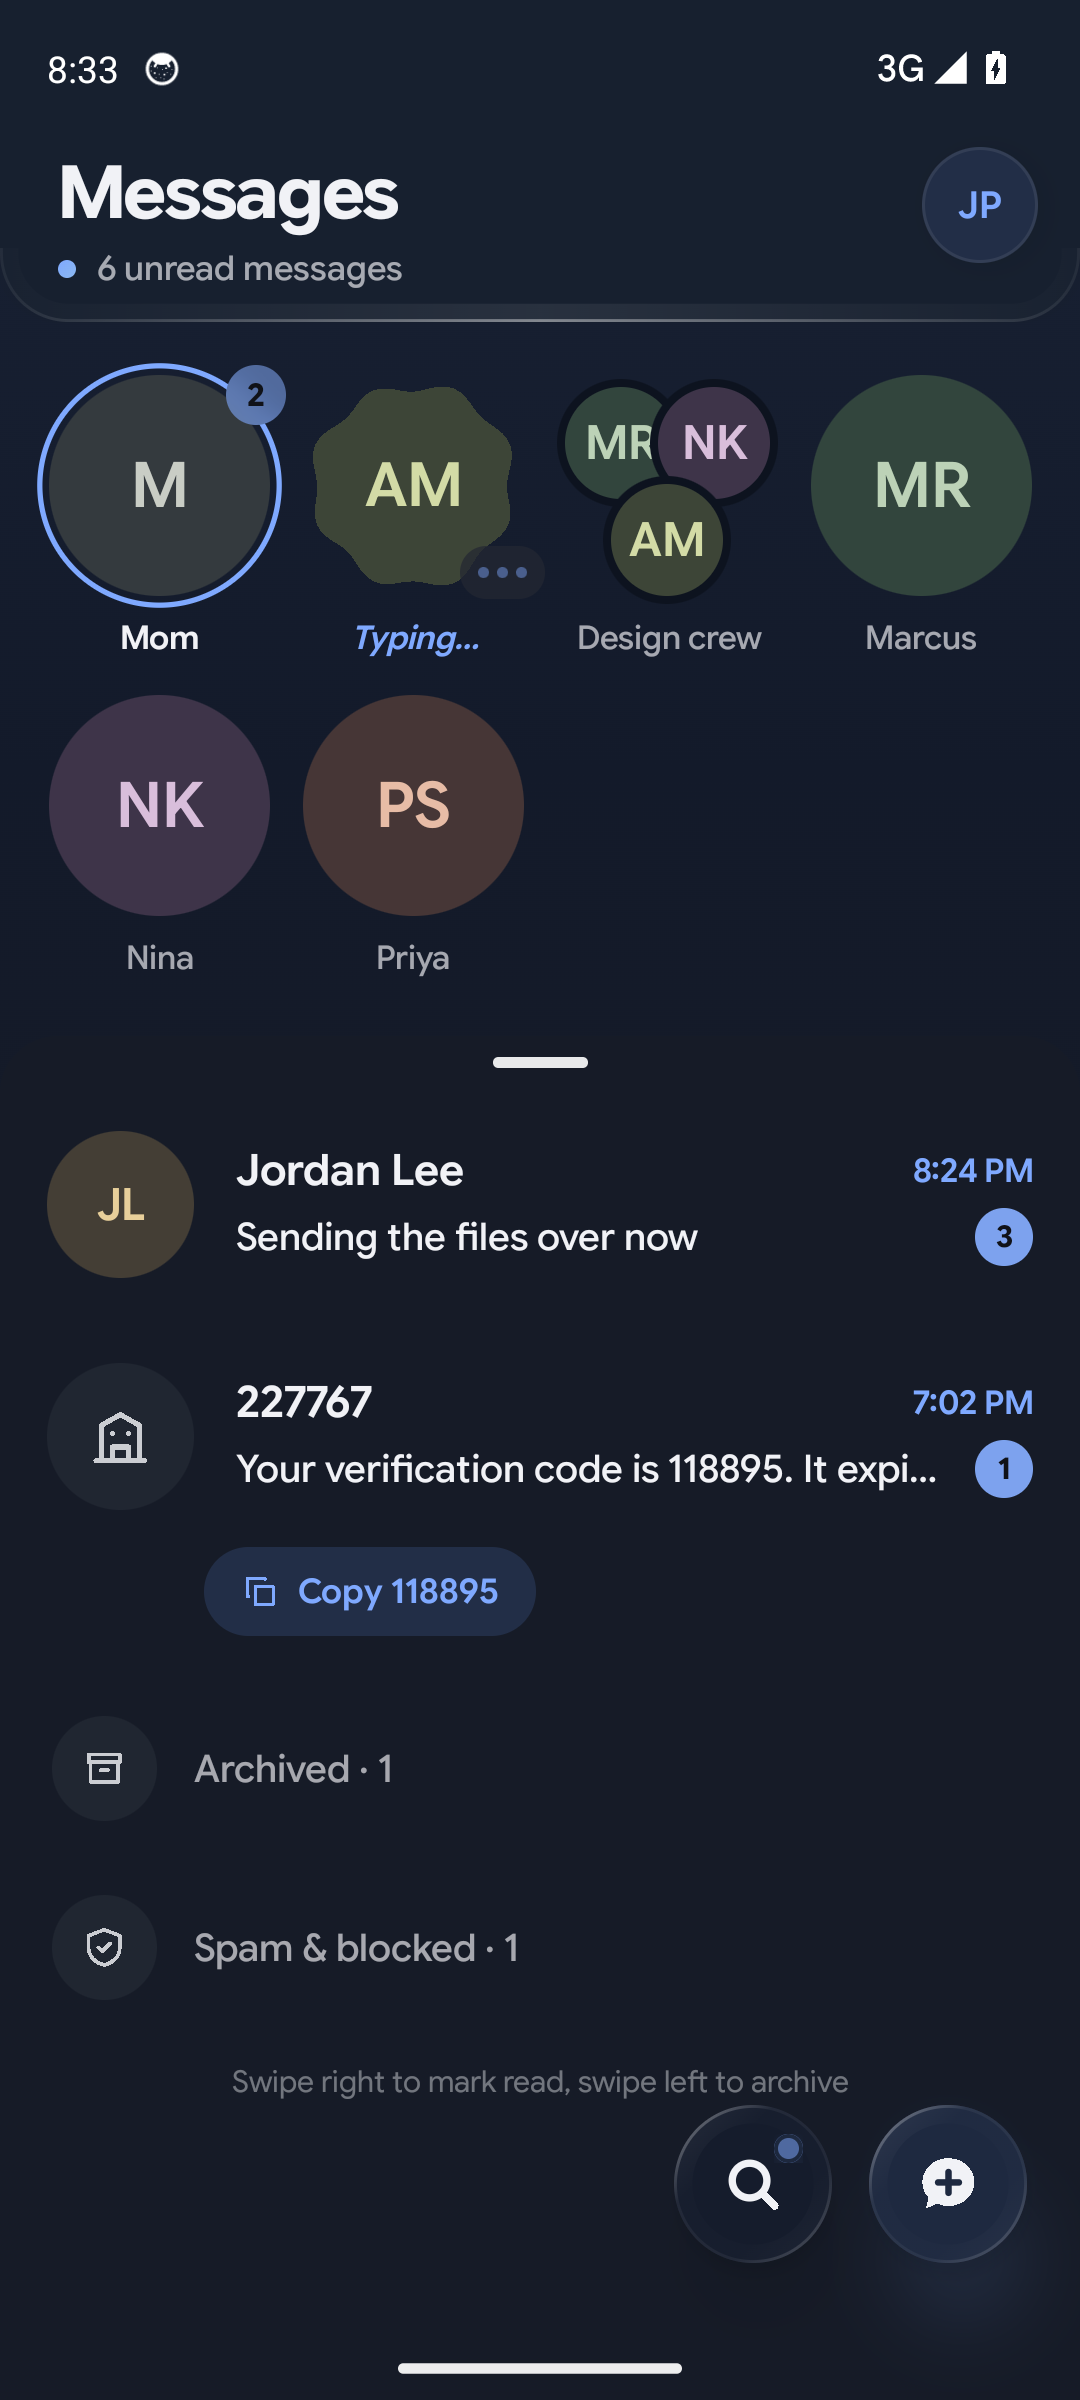 8:33
3G
Messages
JP
6 unread messages
M
2
AM
MR
NK
AM
MR
Mom
Typing...
Design crew
Marcus
NK
PS
Nina
Priya
JL
Jordan Lee
8:24 PM
Sending the files over now
3
227767
7:02 PM
Your verification code is 118895. It expi...
1
Copy 118895
Archived · 1
Spam & blocked · 1
Swipe right to mark read, swipe left to archive